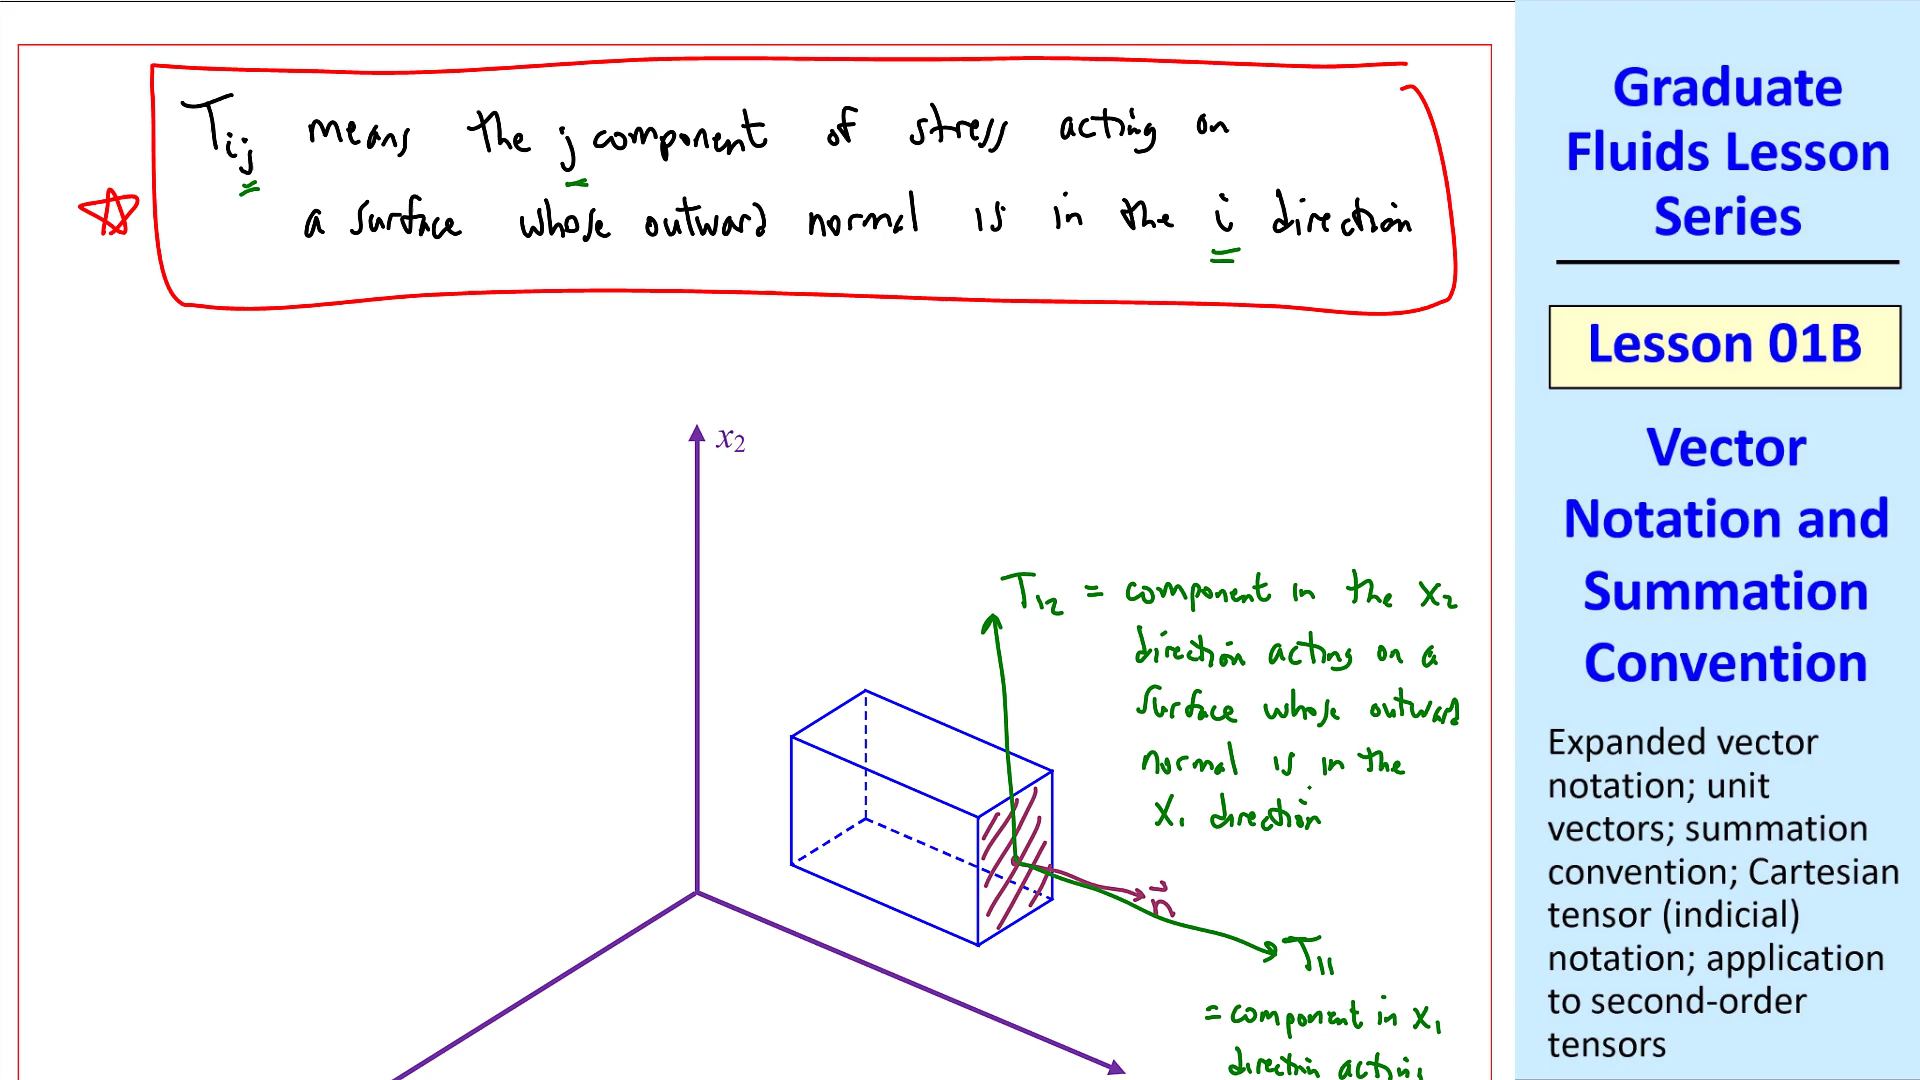 T_ij means the j component of stress acting on
a surface whose outward normal is in the i direction
x₂
T₁₂ = component in the x₂
direction acting on a
surface whose outward
normal is in the
x₁ direction
n⃗
T₁₁
= component in x₁
direction acting
Graduate
Fluids Lesson
Series
Lesson 01B
Vector
Notation and
Summation
Convention
Expanded vector
notation; unit
vectors; summation
convention; Cartesian
tensor (indicial)
notation; application
to second-order
tensors